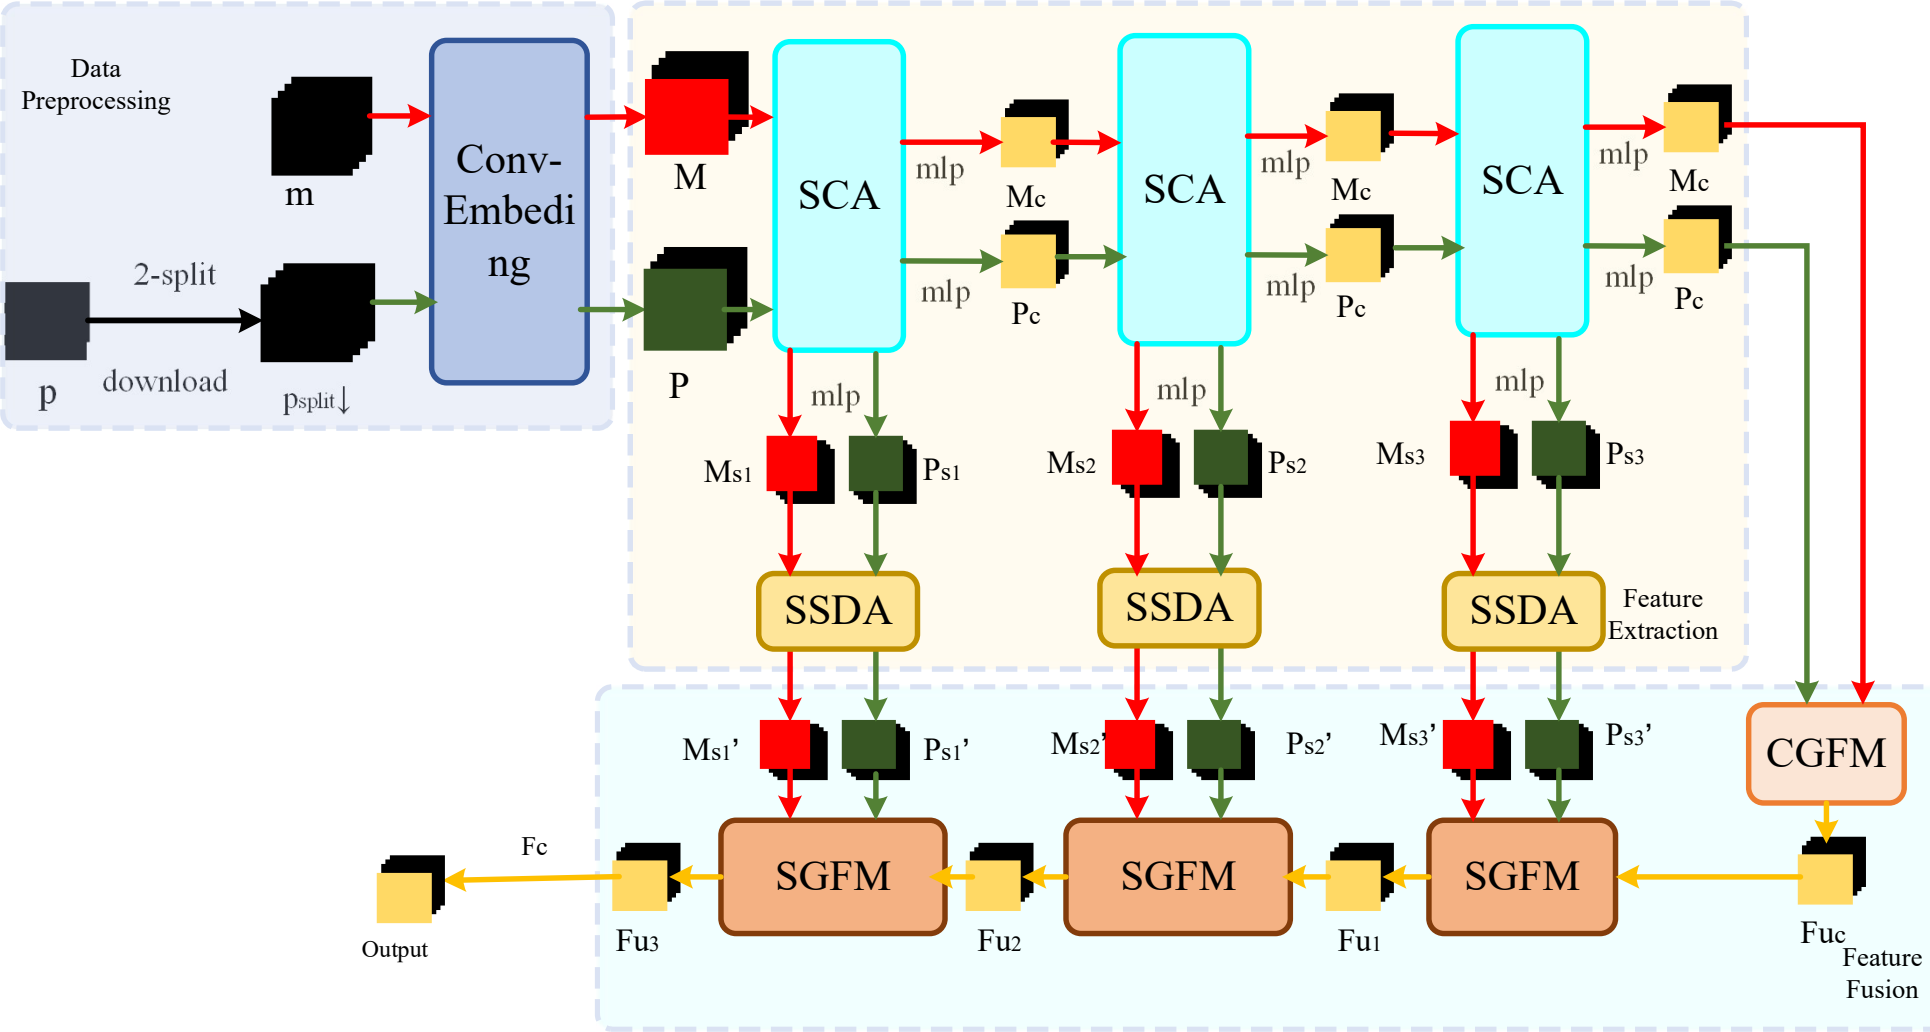 Data
Preprocessing
m
2-split
download
p
psplit↓
Conv-
Embedi
ng
M
P
SCA
mlp
Mc
mlp
Pc
SCA
mlp
Mc
mlp
Pc
SCA
mlp
Mc
mlp
Pc
mlp
mlp
mlp
Ms1
Ps1
Ms2
Ps2
Ms3
Ps3
SSDA
SSDA
SSDA
Feature
Extraction
Ms1’
Ps1’
Ms2’
Ps2’
Ms3’
Ps3’
CGFM
SGFM
SGFM
SGFM
Fc
Output
Fu3
Fu2
Fu1
Fuc
Feature
Fusion